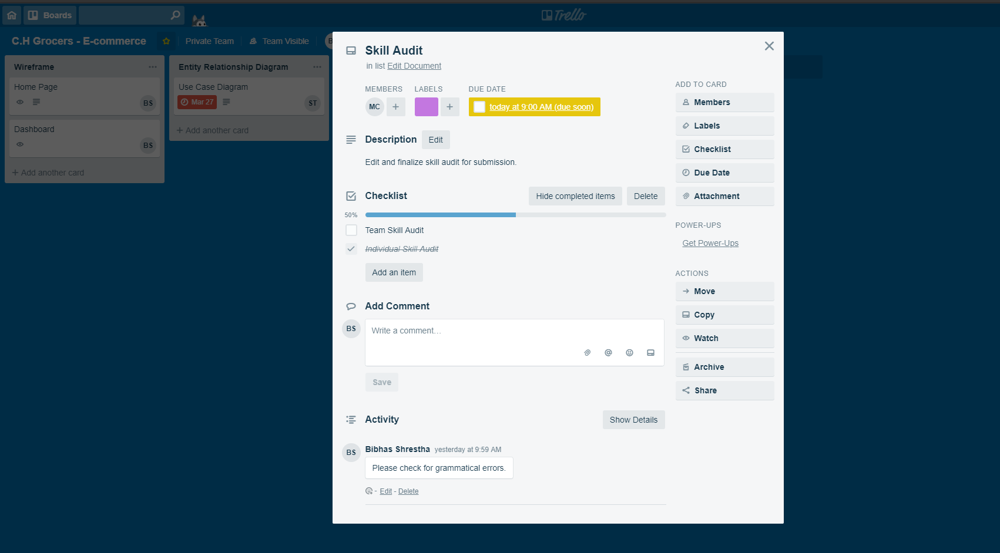 Boards
Trello
C.H Grocers - E-commerce
Private Team
Team Visible
B
Wireframe
Home Page
BS
Dashboard
BS
+ Add another card
Entity Relationship Diagram
Use Case Diagram
Mar 27
ST
+ Add another card
Skill Audit
in list Edit Document
MEMBERS
LABELS
DUE DATE
MC
+
+
today at 9:00 AM (due soon)
Description
Edit
Edit and finalize skill audit for submission.
Checklist
Hide completed items
Delete
50%
Team Skill Audit
Individual Skill Audit
Add an item
Add Comment
BS
Write a comment…
@
Save
Activity
Show Details
BS
Bibhas Shrestha yesterday at 9:59 AM
Please check for grammatical errors.
- Edit - Delete
ADD TO CARD
Members
Labels
Checklist
Due Date
Attachment
POWER-UPS
Get Power-Ups
ACTIONS
Move
Copy
Watch
Archive
Share